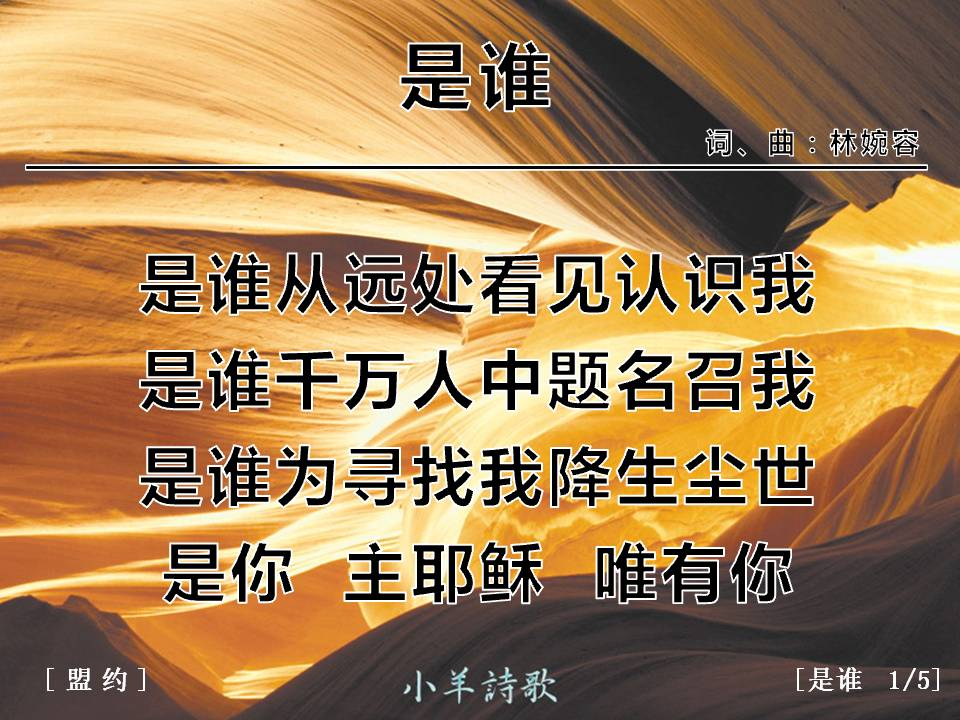 是谁
词、曲：林婉容
是谁从远处看见认识我
是谁千万人中题名召我
是谁为寻找我降生尘世
是你 主耶稣 唯有你
[盟约]
小羊詩歌
[是谁 1/5]